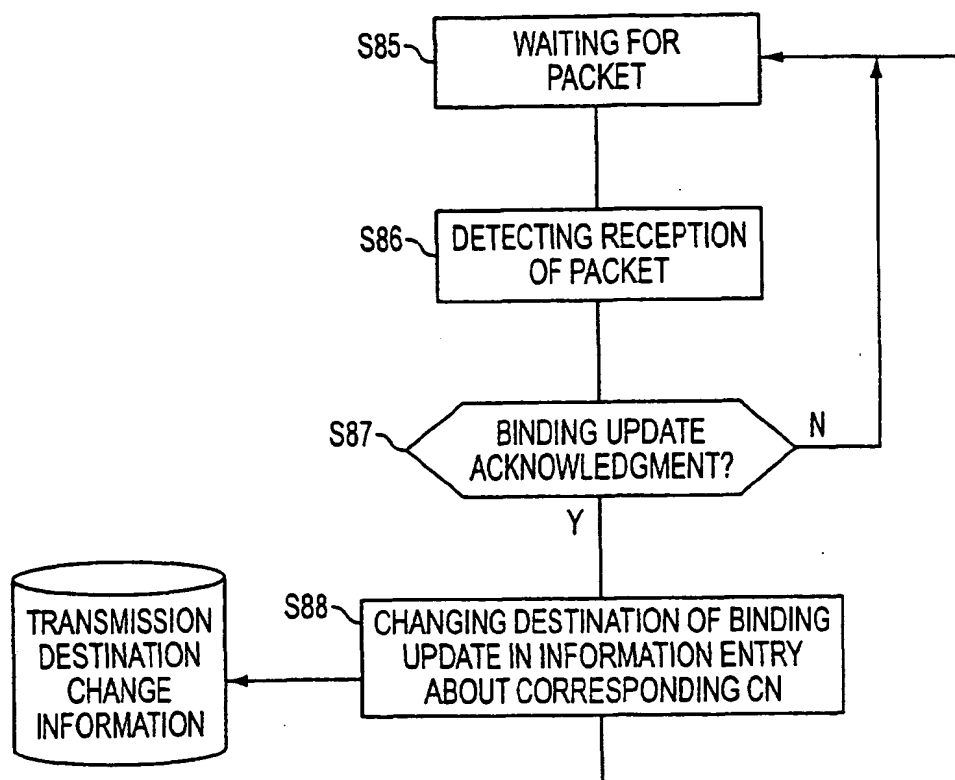 S85
WAITING FOR
PACKET
S86
DETECTING RECEPTION
OF PACKET
S87
BINDING UPDATE
ACKNOWLEDGMENT?
N
Y
TRANSMISSION
DESTINATION
CHANGE
INFORMATION
S88
CHANGING DESTINATION OF BINDING
UPDATE IN INFORMATION ENTRY
ABOUT CORRESPONDING CN